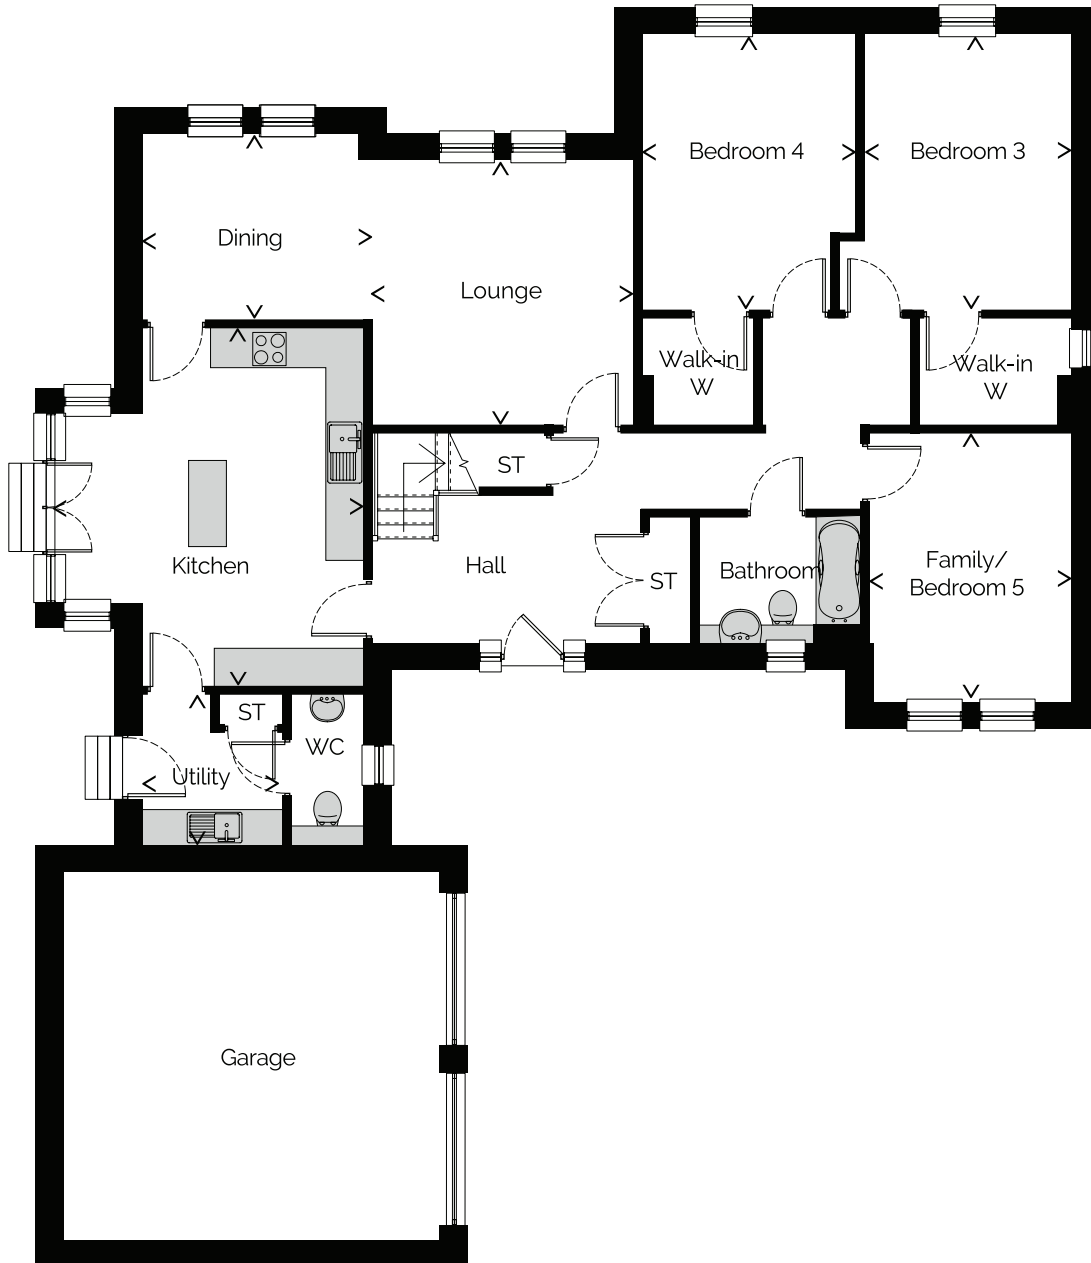 Bedroom 4
Bedroom 3
Dining
Lounge
Walk-in
W
Walk-in
W
ST
Kitchen
Hall
ST
Bathroom
Family/
Bedroom 5
ST
WC
Utility
Garage